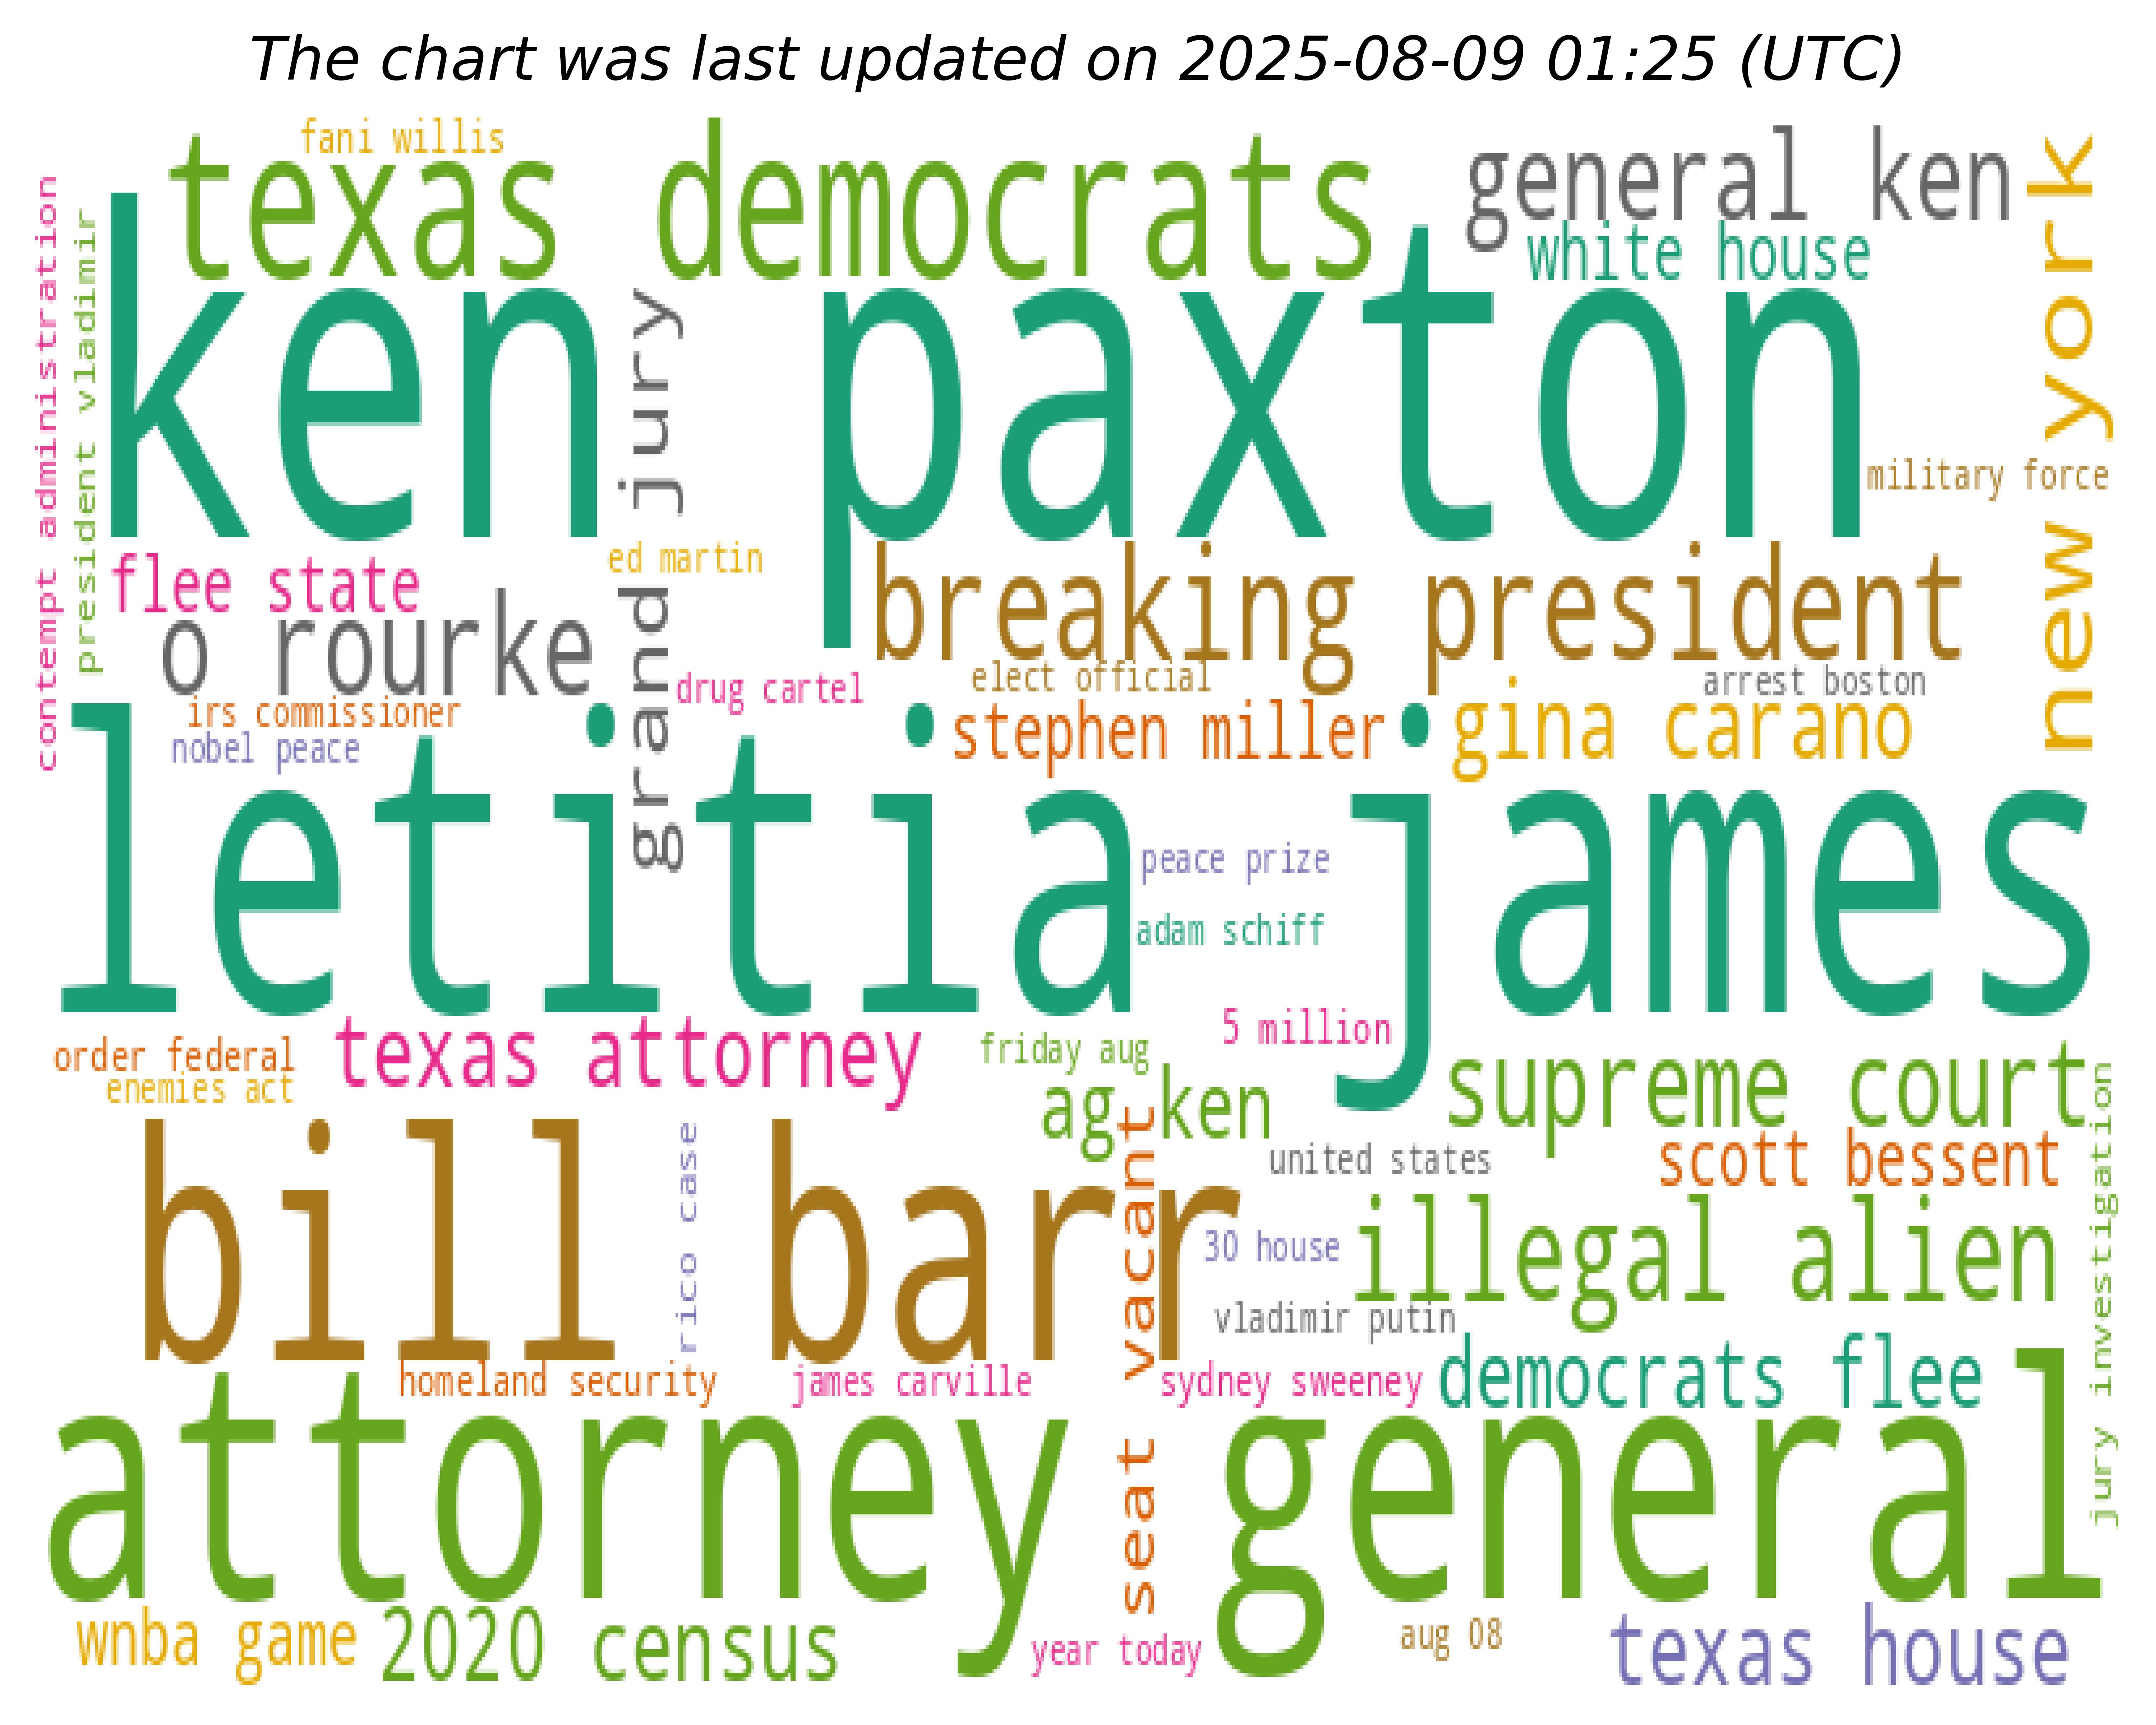 The chart was last updated on 2025-08-09 01:25 (UTC)
fani willis
texas democrats
general ken
white house
new york
contempt administration
president vladimir
ken paxton
grand jury
military force
ed martin
flee state
breaking president
o rourke
drug cartel
elect official
arrest boston
irs commissioner
nobel peace
stephen miller
gina carano
letitia james
peace prize
adam schiff
5 million
order federal
enemies act
texas attorney
friday aug
ag ken
supreme court
united states
scott bessent
jury investigation
bill barr
rico case
seat vacant
30 house
illegal alien
vladimir putin
homeland security
james carville
sydney sweeney
democrats flee
attorney general
wnba game
2020 census
year today
aug 08
texas house